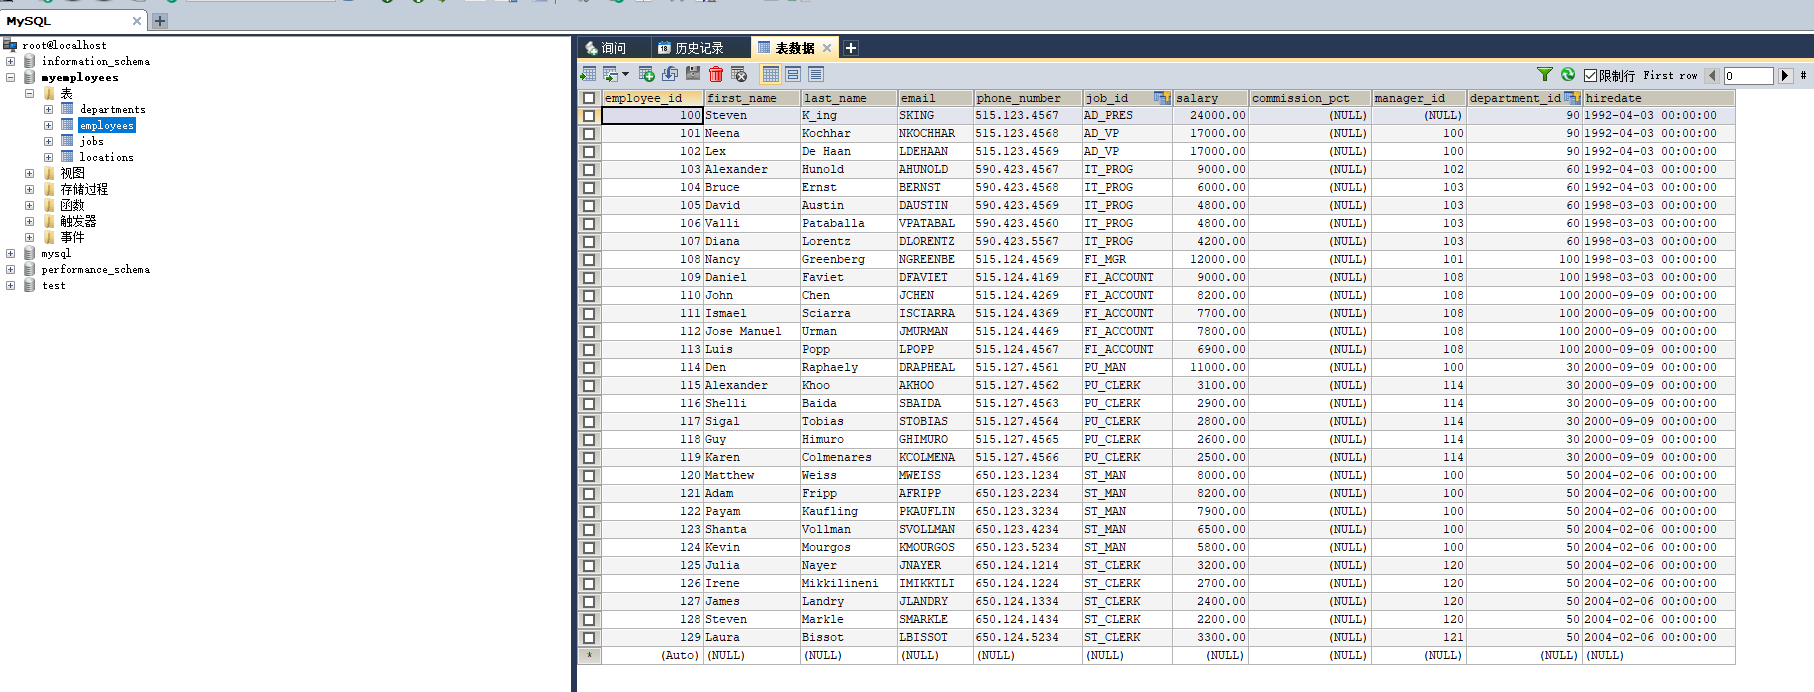 MySQL
root@localhost
information_schema
myemployees
表
departments
employees
jobs
locations
视图
存储过程
函数
触发器
事件
mysql
performance_schema
test
询问 历史记录 表数据
限制行 First row 0 #
employee_id first_name last_name email phone_number job_id salary commission_pct manager_id department_id hiredate
100 Steven K_ing SKING 515.123.4567 AD_PRES 24000.00 (NULL) (NULL) 90 1992-04-03 00:00:00
101 Neena Kochhar NKOCHHAR 515.123.4568 AD_VP 17000.00 (NULL) 100 90 1992-04-03 00:00:00
102 Lex De Haan LDEHAAN 515.123.4569 AD_VP 17000.00 (NULL) 100 90 1992-04-03 00:00:00
103 Alexander Hunold AHUNOLD 590.423.4567 IT_PROG 9000.00 (NULL) 102 60 1992-04-03 00:00:00
104 Bruce Ernst BERNST 590.423.4568 IT_PROG 6000.00 (NULL) 103 60 1992-04-03 00:00:00
105 David Austin DAUSTIN 590.423.4569 IT_PROG 4800.00 (NULL) 103 60 1998-03-03 00:00:00
106 Valli Pataballa VPATABAL 590.423.4560 IT_PROG 4800.00 (NULL) 103 60 1998-03-03 00:00:00
107 Diana Lorentz DLORENTZ 590.423.5567 IT_PROG 4200.00 (NULL) 103 60 1998-03-03 00:00:00
108 Nancy Greenberg NGREENBE 515.124.4569 FI_MGR 12000.00 (NULL) 101 100 1998-03-03 00:00:00
109 Daniel Faviet DFAVIET 515.124.4169 FI_ACCOUNT 9000.00 (NULL) 108 100 1998-03-03 00:00:00
110 John Chen JCHEN 515.124.4269 FI_ACCOUNT 8200.00 (NULL) 108 100 2000-09-09 00:00:00
111 Ismael Sciarra ISCIARRA 515.124.4369 FI_ACCOUNT 7700.00 (NULL) 108 100 2000-09-09 00:00:00
112 Jose Manuel Urman JMURMAN 515.124.4469 FI_ACCOUNT 7800.00 (NULL) 108 100 2000-09-09 00:00:00
113 Luis Popp LPOPP 515.124.4567 FI_ACCOUNT 6900.00 (NULL) 108 100 2000-09-09 00:00:00
114 Den Raphaely DRAPHEAL 515.127.4561 PU_MAN 11000.00 (NULL) 100 30 2000-09-09 00:00:00
115 Alexander Khoo AKHOO 515.127.4562 PU_CLERK 3100.00 (NULL) 114 30 2000-09-09 00:00:00
116 Shelli Baida SBAIDA 515.127.4563 PU_CLERK 2900.00 (NULL) 114 30 2000-09-09 00:00:00
117 Sigal Tobias STOBIAS 515.127.4564 PU_CLERK 2800.00 (NULL) 114 30 2000-09-09 00:00:00
118 Guy Himuro GHIMURO 515.127.4565 PU_CLERK 2600.00 (NULL) 114 30 2000-09-09 00:00:00
119 Karen Colmenares KCOLMENA 515.127.4566 PU_CLERK 2500.00 (NULL) 114 30 2000-09-09 00:00:00
120 Matthew Weiss MWEISS 650.123.1234 ST_MAN 8000.00 (NULL) 100 50 2004-02-06 00:00:00
121 Adam Fripp AFRIPP 650.123.2234 ST_MAN 8200.00 (NULL) 100 50 2004-02-06 00:00:00
122 Payam Kaufling PKAUFLIN 650.123.3234 ST_MAN 7900.00 (NULL) 100 50 2004-02-06 00:00:00
123 Shanta Vollman SVOLLMAN 650.123.4234 ST_MAN 6500.00 (NULL) 100 50 2004-02-06 00:00:00
124 Kevin Mourgos KMOURGOS 650.123.5234 ST_MAN 5800.00 (NULL) 100 50 2004-02-06 00:00:00
125 Julia Nayer JNAYER 650.124.1214 ST_CLERK 3200.00 (NULL) 120 50 2004-02-06 00:00:00
126 Irene Mikkilineni IMIKKILI 650.124.1224 ST_CLERK 2700.00 (NULL) 120 50 2004-02-06 00:00:00
127 James Landry JLANDRY 650.124.1334 ST_CLERK 2400.00 (NULL) 120 50 2004-02-06 00:00:00
128 Steven Markle SMARKLE 650.124.1434 ST_CLERK 2200.00 (NULL) 120 50 2004-02-06 00:00:00
129 Laura Bissot LBISSOT 650.124.5234 ST_CLERK 3300.00 (NULL) 121 50 2004-02-06 00:00:00
* (Auto) (NULL) (NULL) (NULL) (NULL) (NULL) (NULL) (NULL) (NULL) (NULL) (NULL)